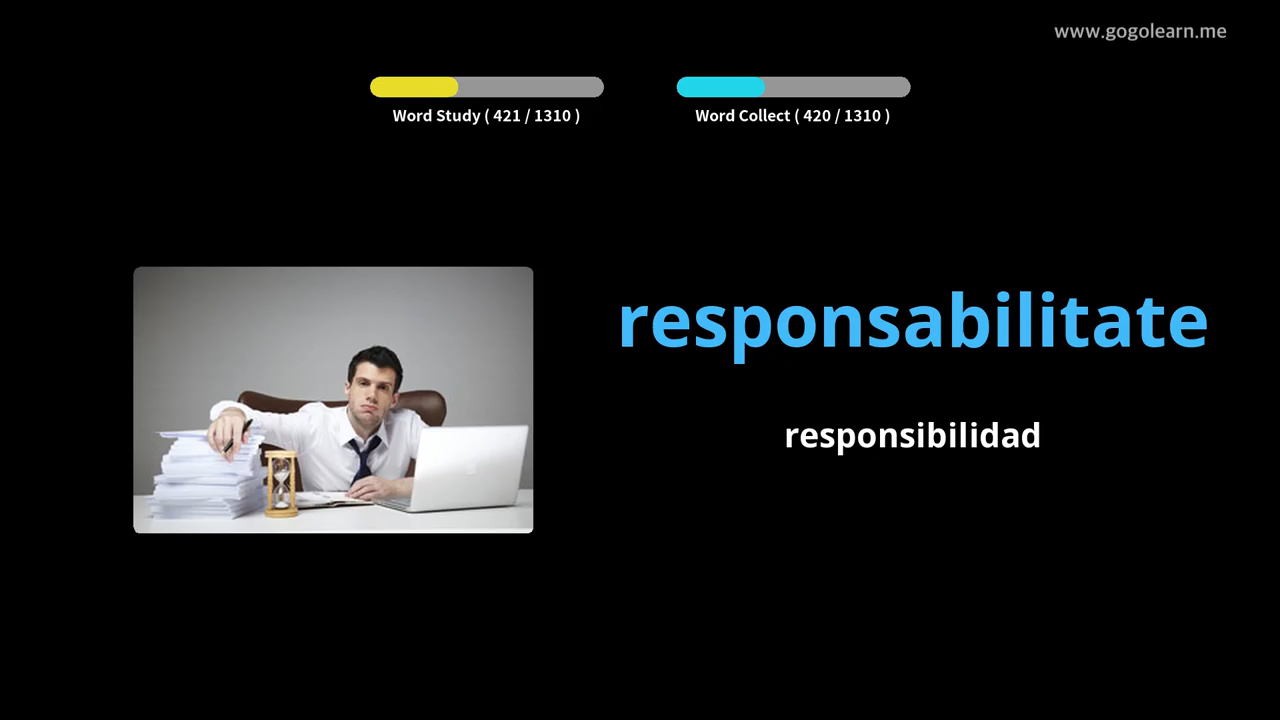 www.gogolearn.me
Word Study ( 421 / 1310 )
Word Collect ( 420 / 1310 )
responsabilitate
responsibilidad